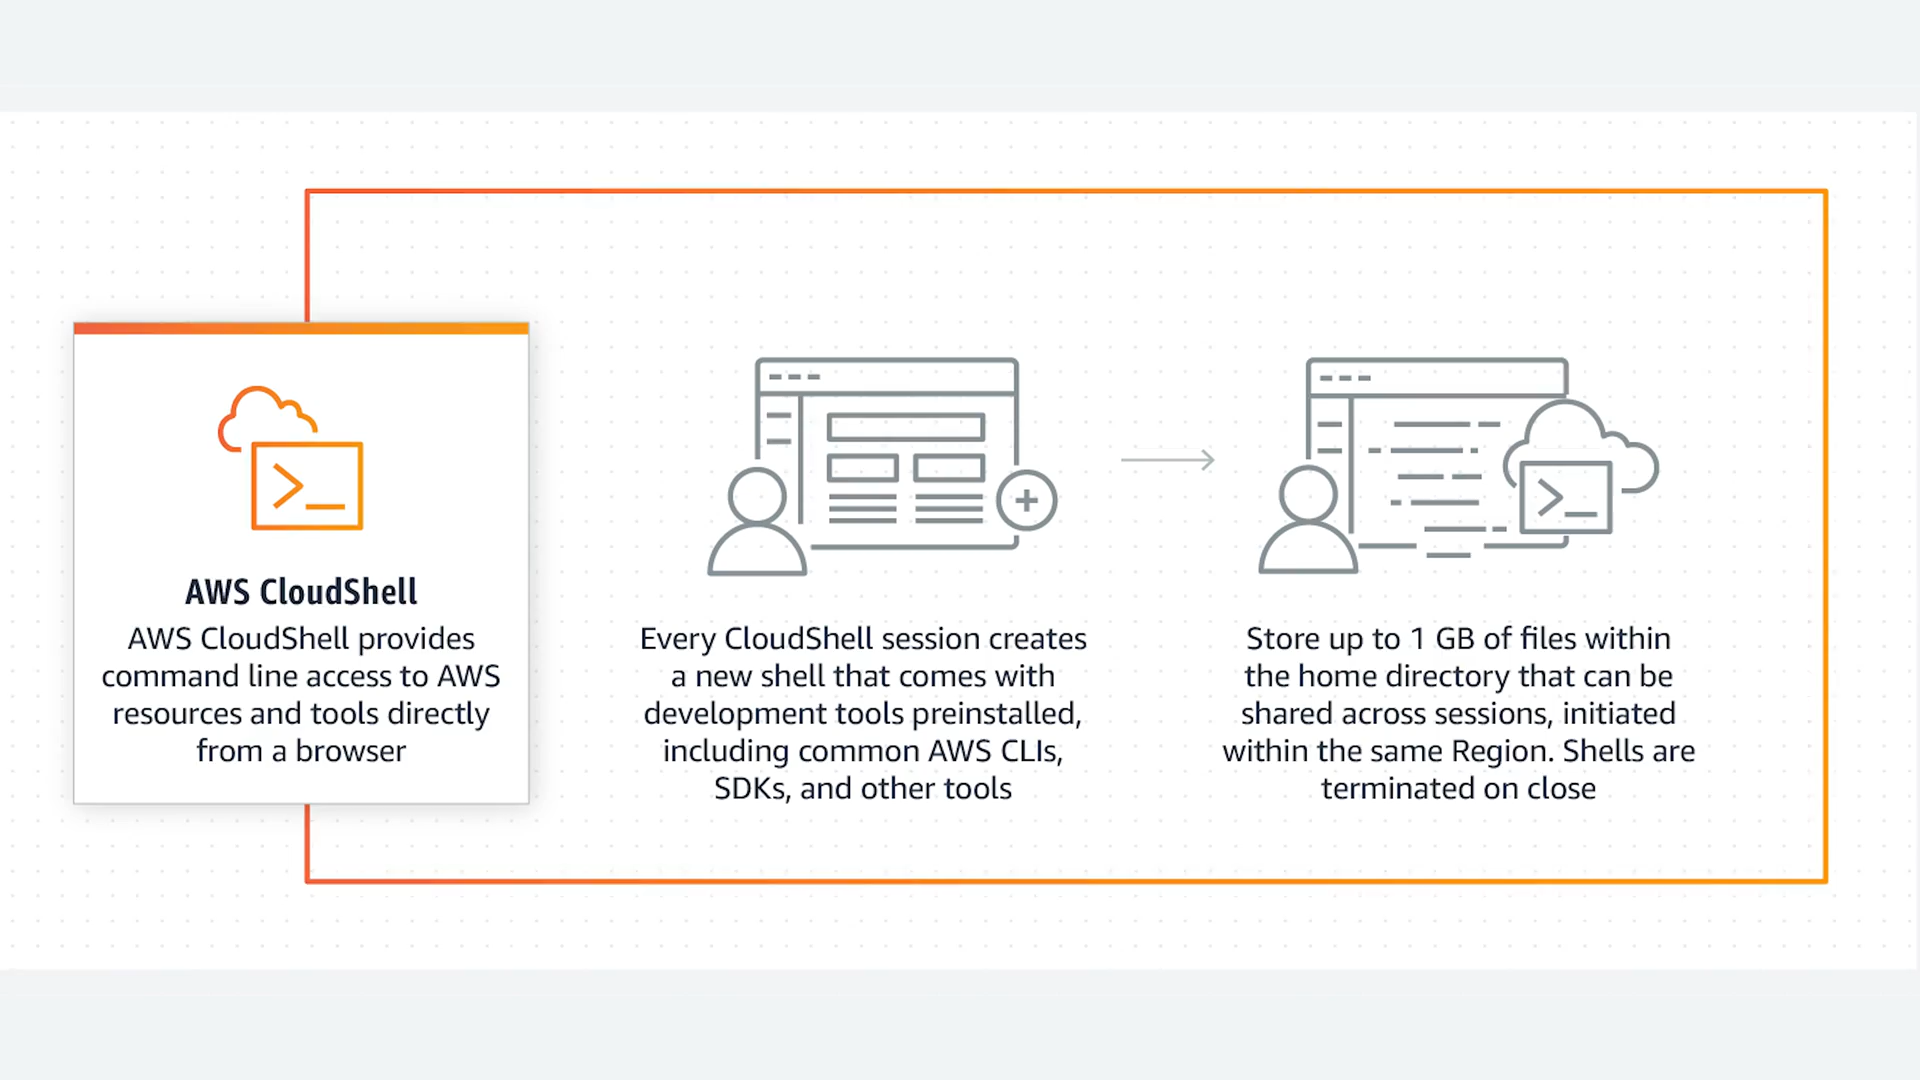 AWS CloudShell
AWS CloudShell provides
command line access to AWS
resources and tools directly
from a browser
Every CloudShell session creates
a new shell that comes with
development tools preinstalled,
including common AWS CLIs,
SDKs, and other tools
Store up to 1 GB of files within
the home directory that can be
shared across sessions, initiated
within the same Region. Shells are
terminated on close